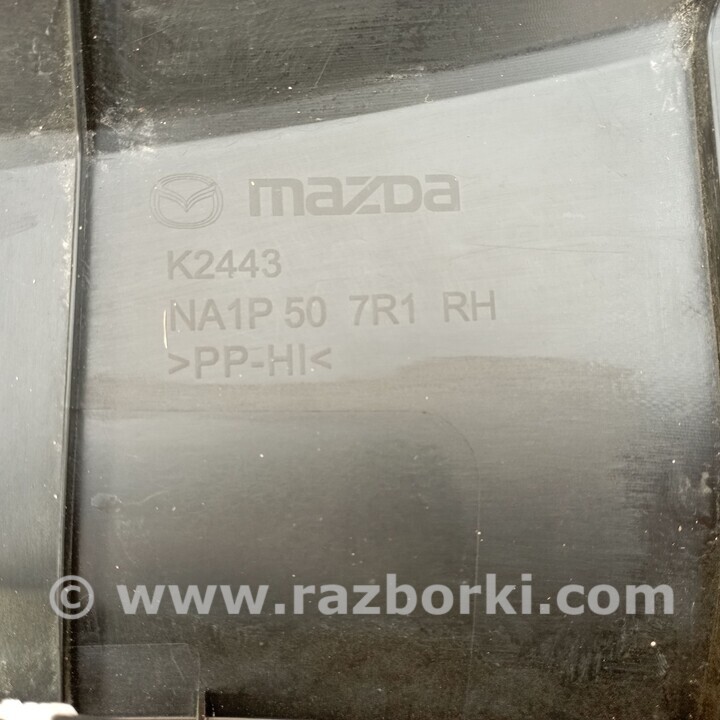 mazda
K2443
NA1P 50 7R1 RH
>PP-HI<
© www.razborki.com